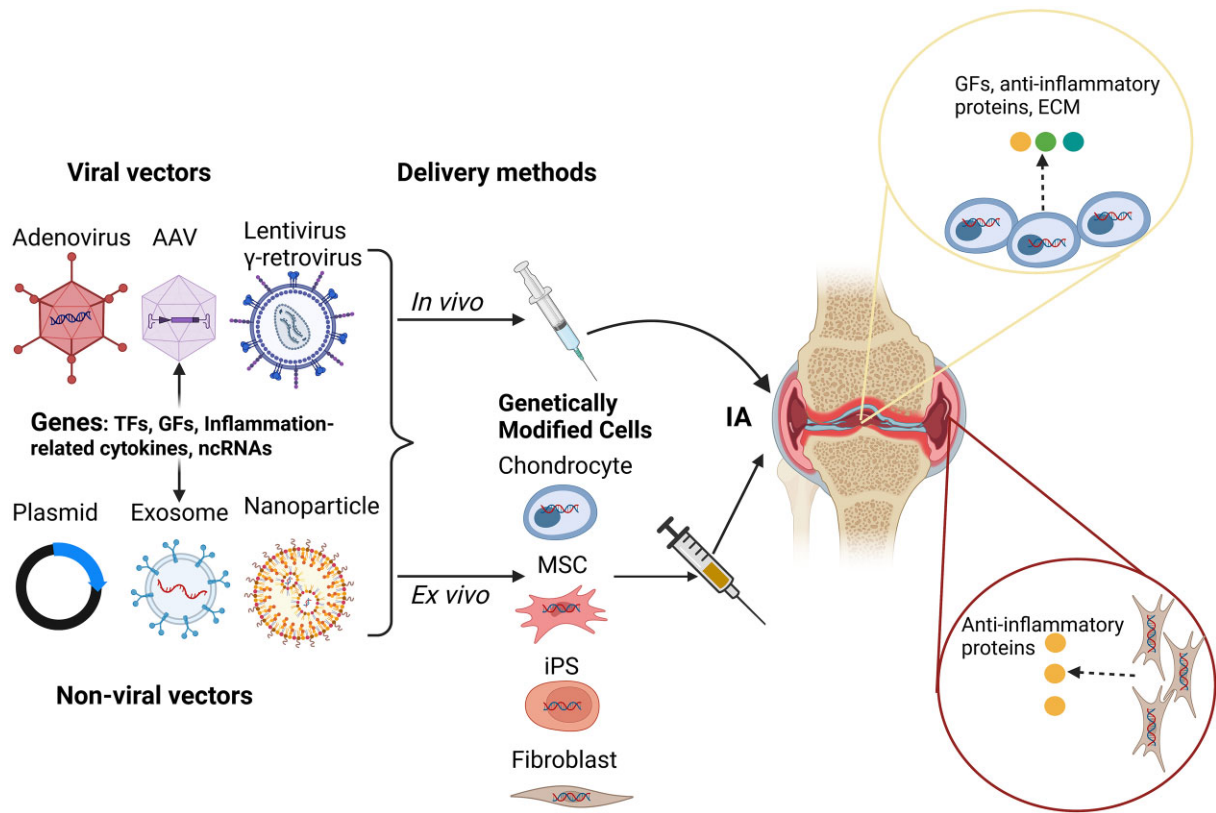 Viral vectors
Adenovirus
AAV
Lentivirus
γ-retrovirus
Genes: TFs, GFs, Inflammation-
related cytokines, ncRNAs
Plasmid
Exosome
Nanoparticle
Non-viral vectors
Delivery methods
In vivo
Ex vivo
Genetically
Modified Cells
Chondrocyte
MSC
iPS
Fibroblast
IA
GFs, anti-inflammatory
proteins, ECM
Anti-inflammatory
proteins